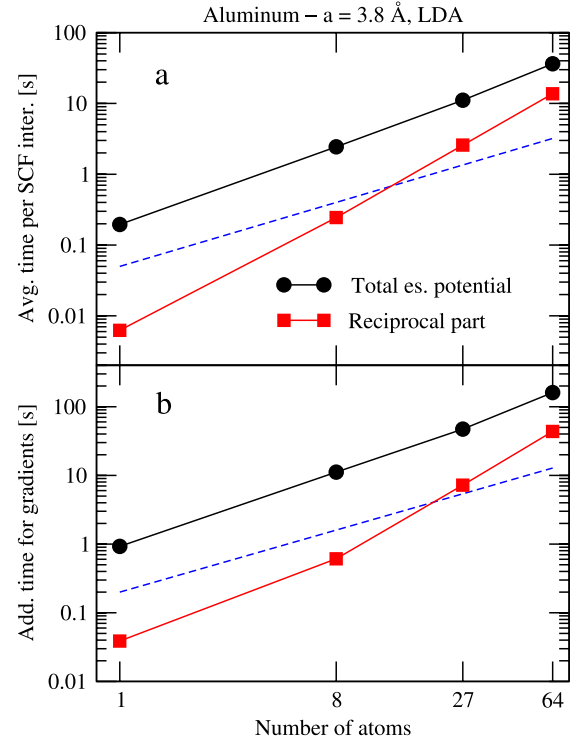 Aluminum – a = 3.8 Å, LDA
100
10
1
0.1
0.01
Avg. time per SCF inter. [s]
a
Total es. potential
Reciprocal part
100
10
1
0.1
0.01
Add. time for gradients [s]
b
1 8 27 64
Number of atoms